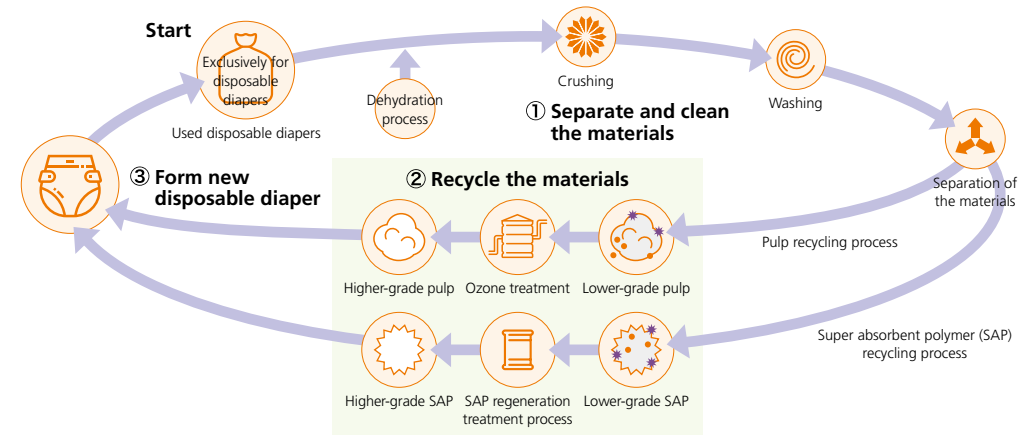 Start
Exclusively for
disposable
diapers
Used disposable diapers
Dehydration
process
Crushing
Washing
① Separate and clean
the materials
Separation of
the materials
Pulp recycling process
Super absorbent polymer (SAP)
recycling process
② Recycle the materials
Higher-grade pulp
Ozone treatment
Lower-grade pulp
Higher-grade SAP
SAP regeneration
treatment process
Lower-grade SAP
③ Form new
disposable diaper